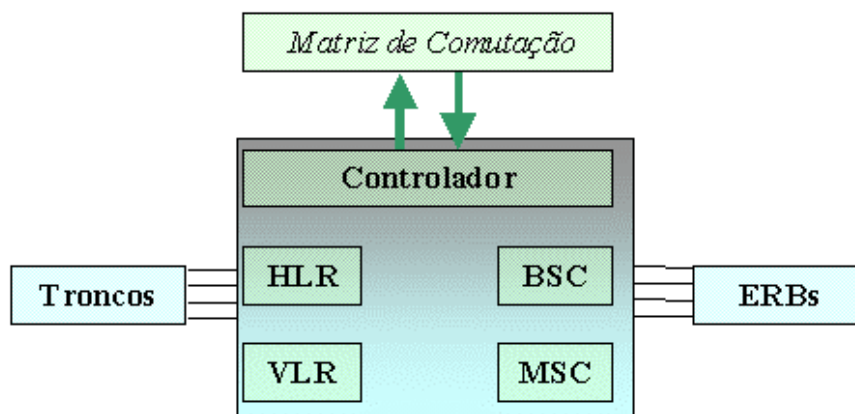 Matriz de Comutação
Controlador
HLR
BSC
Troncos
ERBs
VLR
MSC